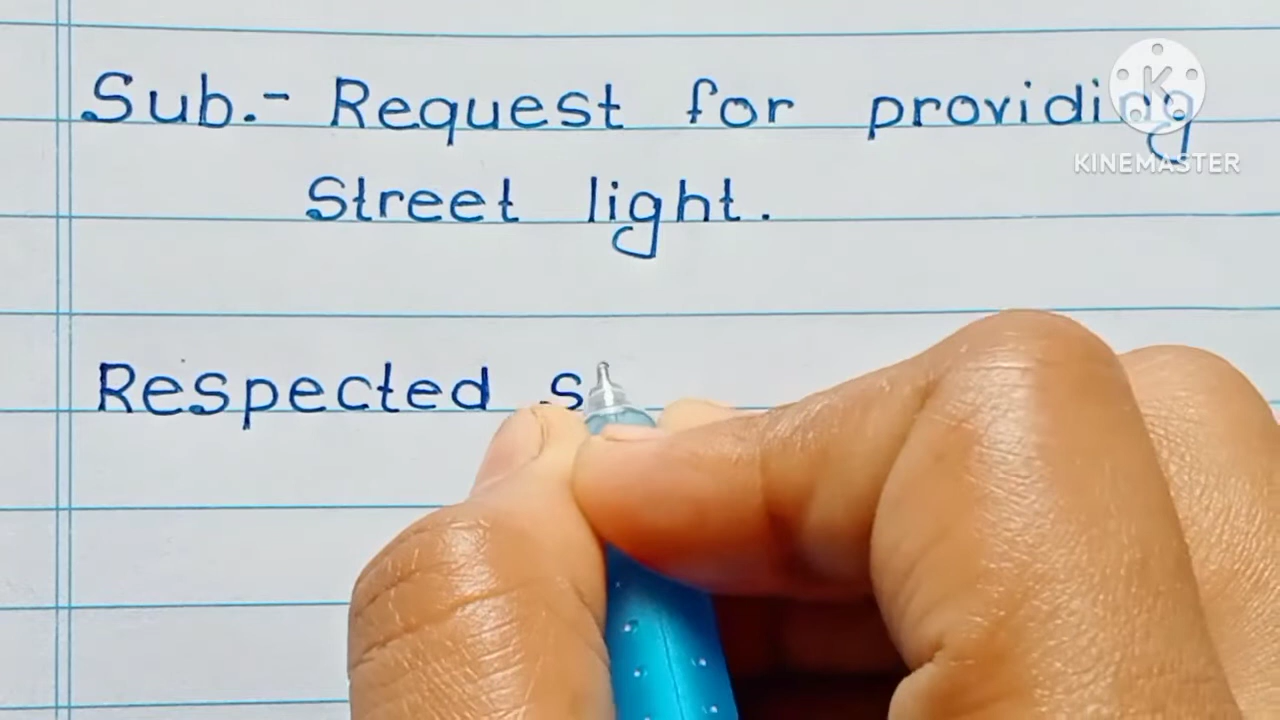 Sub.- Request for providing
Street light.
Respected s
K
KINEMASTER